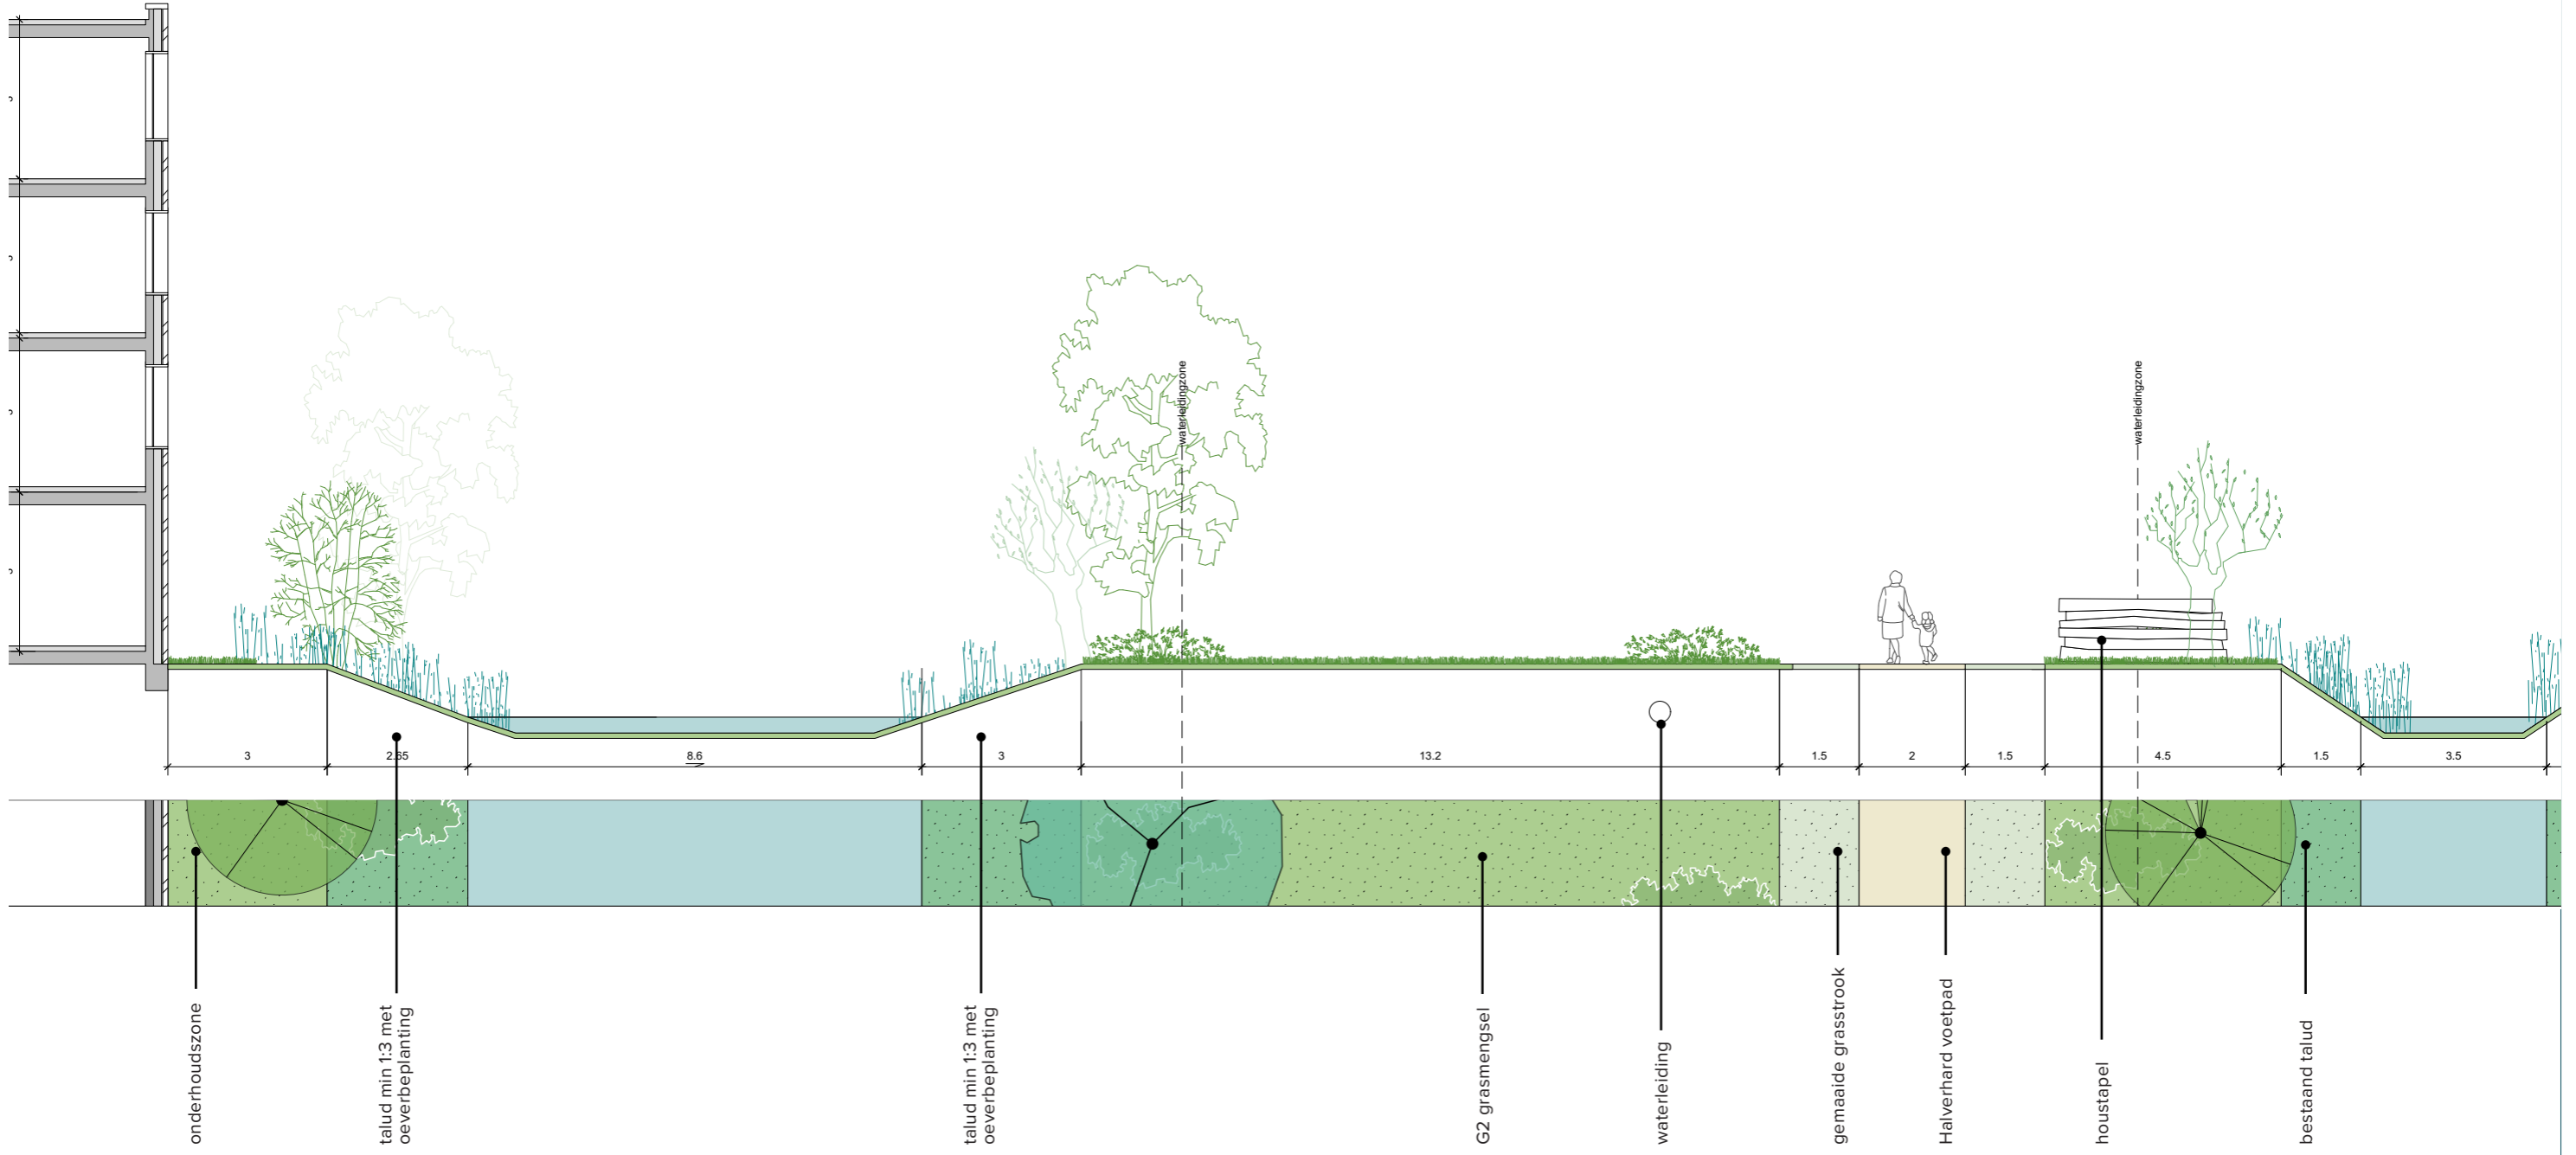 waterleidingzone
waterleidingzone
3
2.65
8.6
3
13.2
1.5
2
1.5
4.5
1.5
3.5
onderhoudszone
talud min 1:3 met
oeverbeplanting
talud min 1:3 met
oeverbeplanting
G2 grasmengsel
waterleiding
gemaaide grasstrook
Halverhard voetpad
houstapel
bestaand talud